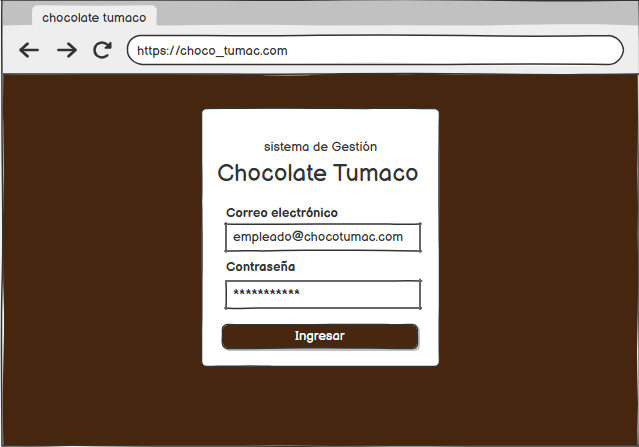 chocolate tumaco
https://choco_tumac.com
sistema de Gestión
Chocolate Tumaco
Correo electrónico
empleado@chocotumac.com
Contraseña
***********
Ingresar